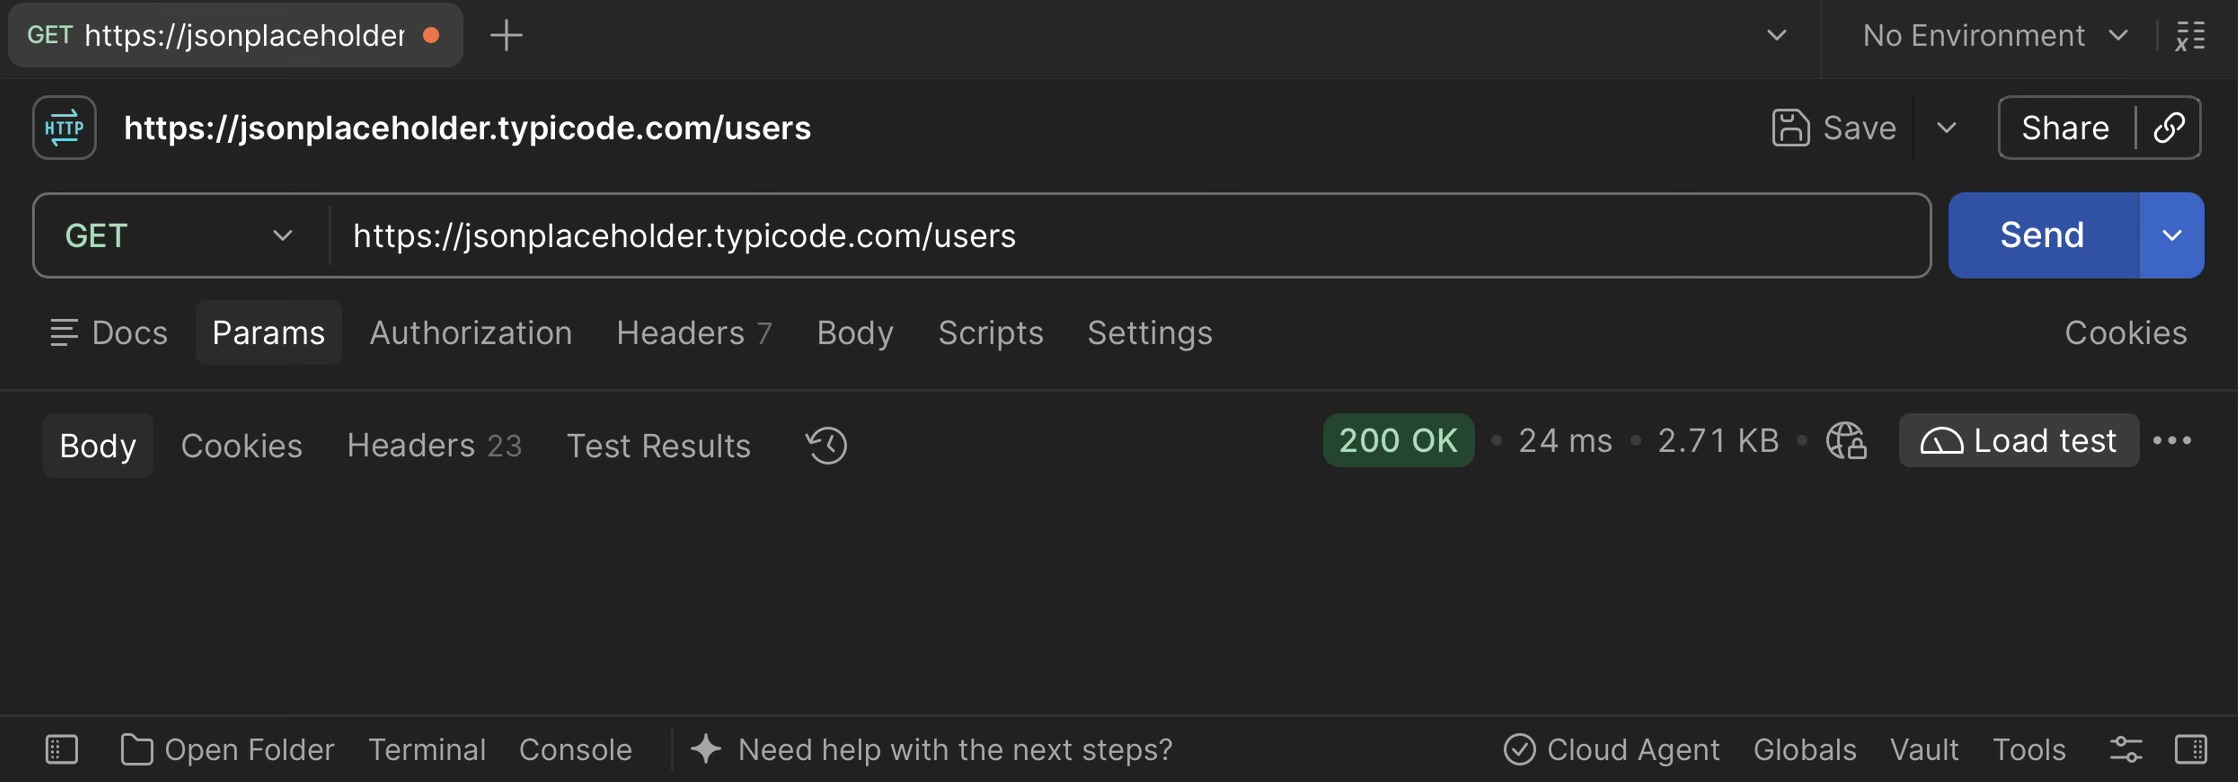 GET https://jsonplaceholder
No Environment
HTTP https://jsonplaceholder.typicode.com/users
Save
Share
GET https://jsonplaceholder.typicode.com/users
Send
Docs Params Authorization Headers 7 Body Scripts Settings
Cookies
Body Cookies Headers 23 Test Results
200 OK • 24 ms • 2.71 KB •
Load test
Open Folder Terminal Console
Need help with the next steps?
Cloud Agent Globals Vault Tools